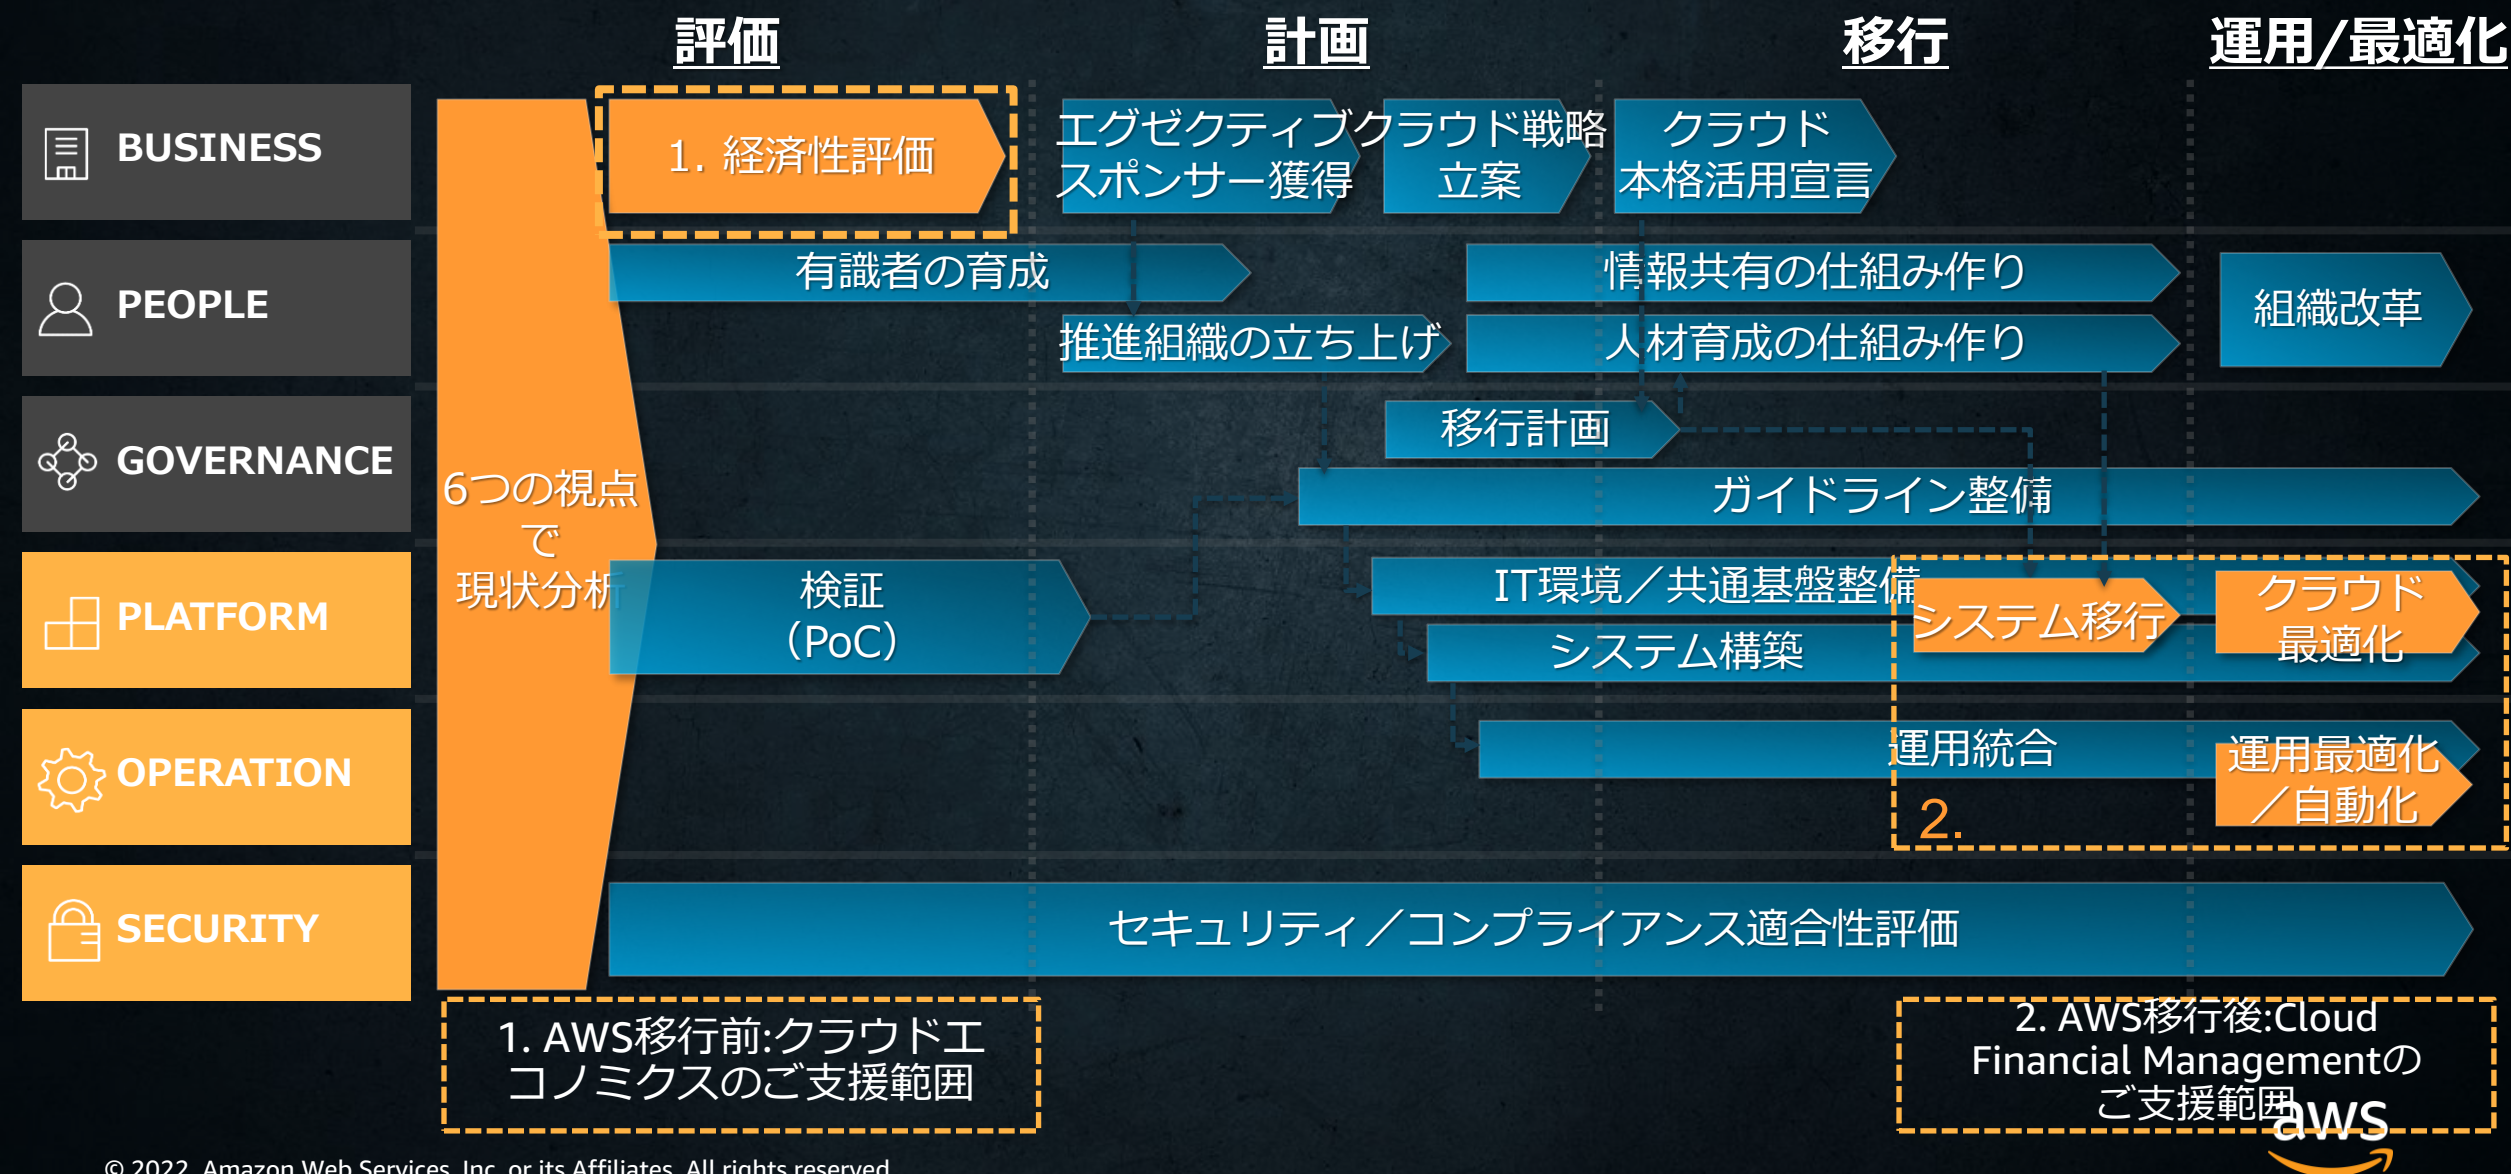 評価
計画
移行
運用/最適化
BUSINESS
1. 経済性評価
エグゼクティブ
スポンサー獲得
クラウド戦略
立案
クラウド
本格活用宣言
PEOPLE
有識者の育成
情報共有の仕組み作り
推進組織の立ち上げ
人材育成の仕組み作り
組織改革
GOVERNANCE
移行計画
ガイドライン整備
6つの視点
で
現状分析
PLATFORM
検証
（PoC）
IT環境／共通基盤整備
システム構築
システム移行
クラウド
最適化
OPERATION
運用統合
運用最適化
／自動化
2.
SECURITY
セキュリティ／コンプライアンス適合性評価
1. AWS移行前:クラウドエ
コノミクスのご支援範囲
2. AWS移行後:Cloud
Financial Managementの
ご支援範囲
aws
© 2022, Amazon Web Services, Inc. or its Affiliates. All rights reserved.